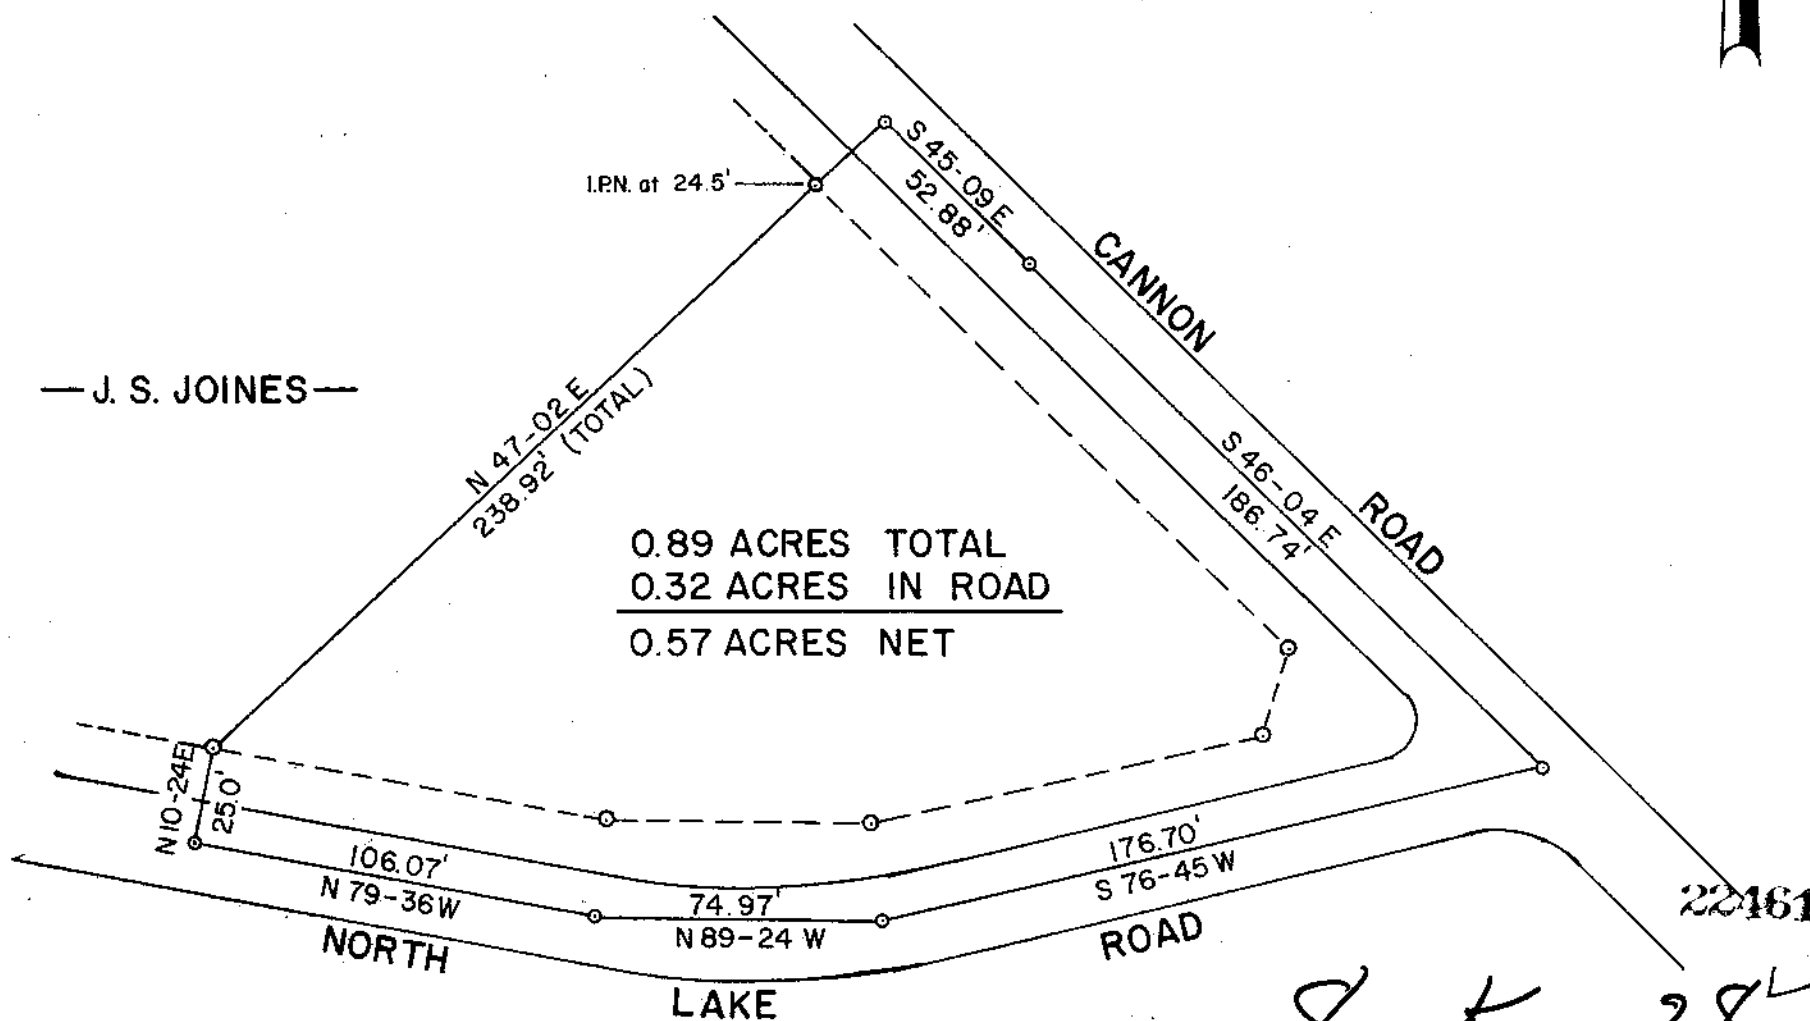 I.P.N. at 24.5'
S 45-09 E
52.88'
CANNON
ROAD
— J. S. JOINES —
N 47-02 E
238.92' (TOTAL)
S 46-04 E
186.74'
0.89 ACRES TOTAL
0.32 ACRES IN ROAD
0.57 ACRES NET
N 10-24 E
25.0'
106.07'
N 79-36 W
74.97'
N 89-24 W
176.70'
S 76-45 W
NORTH
LAKE
ROAD
22461